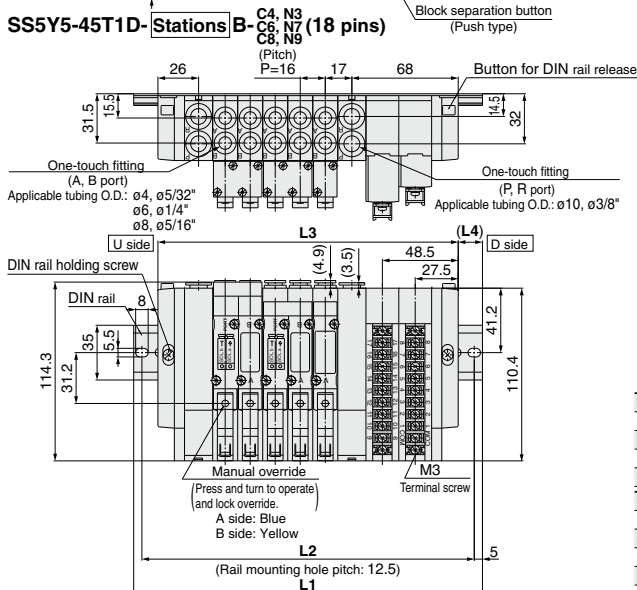 Block separation button
(Push type)
SS5Y5-45T1D- Stations B- C4, N3
C6, N7
C8, N9
(18 pins)
(Pitch)
26
P=16
17
68
Button for DIN rail release
31.5
15.5
14.5
32
One-touch fitting
(A, B port)
Applicable tubing O.D.: ø4, ø5/32"
ø6, ø1/4"
ø8, ø5/16"
One-touch fitting
(P, R port)
Applicable tubing O.D.: ø10, ø3/8"
U side
L3
(L4)
D side
DIN rail holding screw
(4.9)
(3.5)
48.5
27.5
DIN rail
8
35
5.5
31.2
114.3
41.2
110.4
Manual override
(Press and turn to operate
and lock override.)
A side: Blue
B side: Yellow
M3
Terminal screw
L2
5
(Rail mounting hole pitch: 12.5)
L1